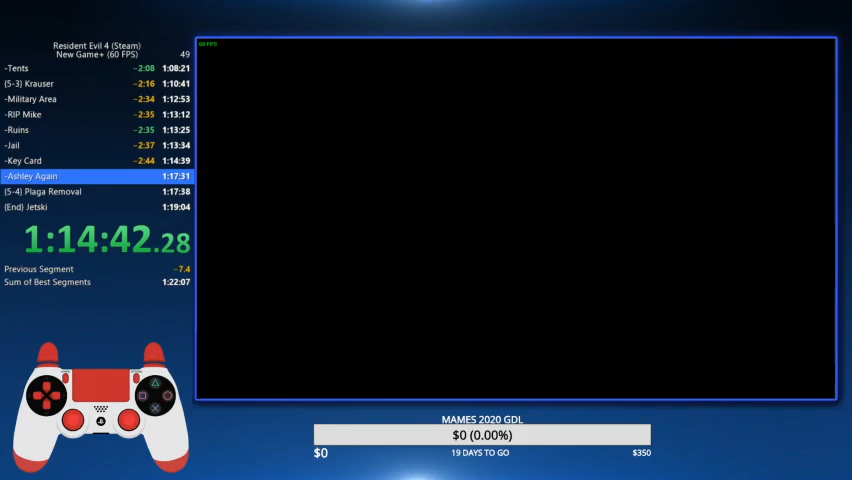 Resident Evil 4 (Steam)
New Game+ (60 FPS) 49
-Tents −2:08 1:08:21
(5-3) Krauser −2:16 1:10:41
-Military Area −2:34 1:12:53
-RIP Mike −2:35 1:13:12
-Ruins −2:35 1:13:25
-Jail −2:37 1:13:34
-Key Card −2:44 1:14:39
-Ashley Again 1:17:31
(5-4) Plaga Removal 1:17:38
(End) Jetski 1:19:04
1:14:42.28
Previous Segment −7.4
Sum of Best Segments 1:22:07
60 FPS
MAMES 2020 GDL
$0 (0.00%)
$0 19 DAYS TO GO $350